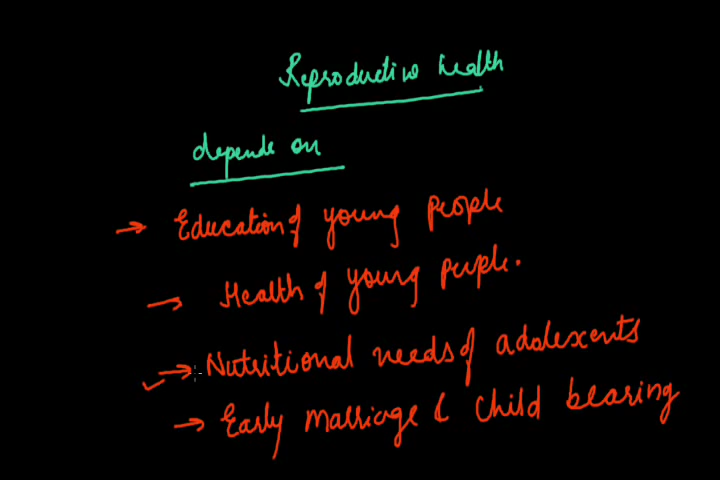 Reproductive health
depends on
→ Education of young people
→ Health of young people.
→ Nutritional needs of adolescents
→ Early marriage & child bearing